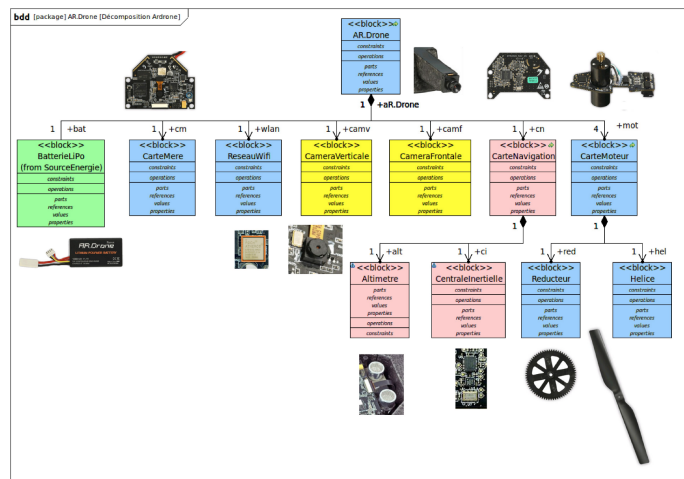 bdd [package] AR.Drone [Décomposition Ardrone]
<<block>>
AR.Drone
constraints
operations
parts
references
values
properties
1 +aR.Drone
1 +bat
1 +cm
1 +wlan
1 +camv
1 +camf
1 +cn
4 +mot
<<block>>
BatterieLiPo
(from SourceEnergie)
constraints
operations
parts
references
values
properties
<<block>>
CarteMere
constraints
operations
parts
references
values
properties
<<block>>
ReseauWifi
constraints
operations
parts
references
values
properties
<<block>>
CameraVerticale
constraints
operations
parts
references
values
properties
<<block>>
CameraFrontale
constraints
operations
parts
references
values
properties
<<block>>
CarteNavigation
constraints
operations
parts
references
values
properties
<<block>>
CarteMoteur
constraints
operations
parts
references
values
properties
1
1
AR.Drone
1 +alt
1 +ci
1 +red
1 +hel
<<block>>
Altimetre
parts
references
values
properties
operations
constraints
<<block>>
CentraleInertielle
constraints
operations
parts
references
values
properties
<<block>>
Reducteur
constraints
operations
parts
references
values
properties
<<block>>
Helice
constraints
operations
parts
references
values
properties